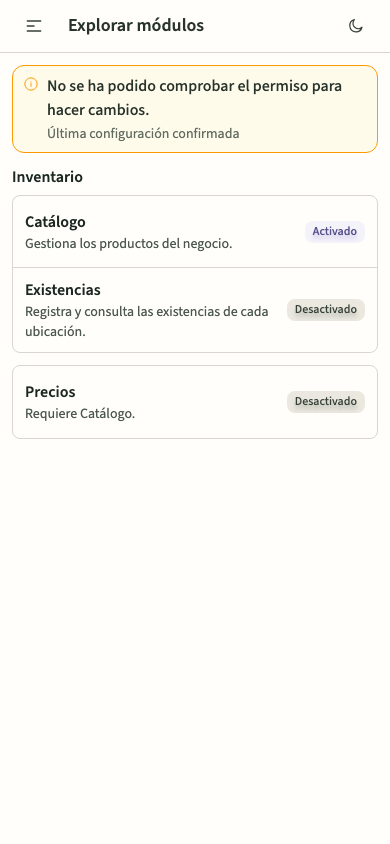 Explorar módulos
No se ha podido comprobar el permiso para
hacer cambios.
Última configuración confirmada
Inventario
Catálogo
Gestiona los productos del negocio.
Activado
Existencias
Registra y consulta las existencias de cada
ubicación.
Desactivado
Precios
Requiere Catálogo.
Desactivado